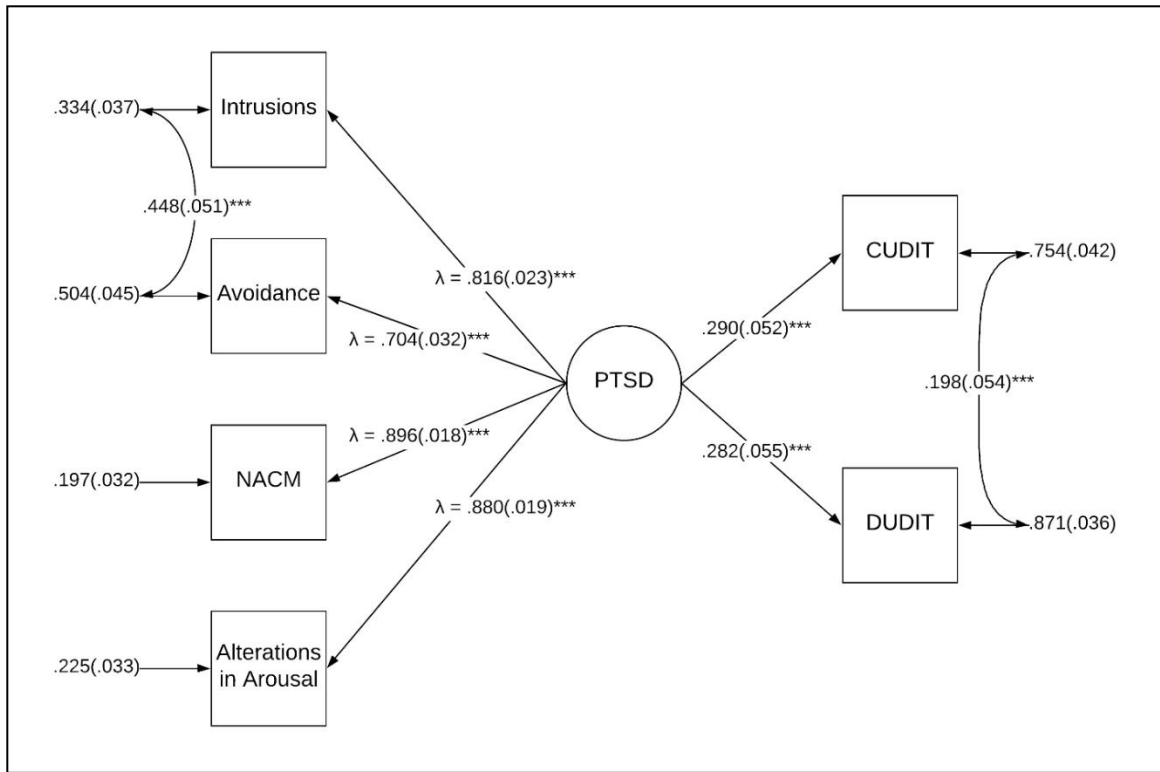 .334(.037)
Intrusions
.448(.051)***
.504(.045)
Avoidance
λ = .816(.023)***
λ = .704(.032)***
.197(.032)
NACM
λ = .896(.018)***
.225(.033)
Alterations
in Arousal
λ = .880(.019)***
PTSD
.290(.052)***
.282(.055)***
CUDIT
.754(.042)
.198(.054)***
DUDIT
.871(.036)